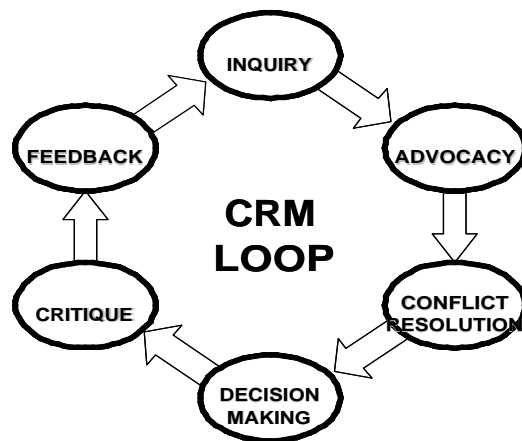 INQUIRY
ADVOCACY
CONFLICT
RESOLUTION
DECISION
MAKING
CRITIQUE
FEEDBACK
CRM
LOOP